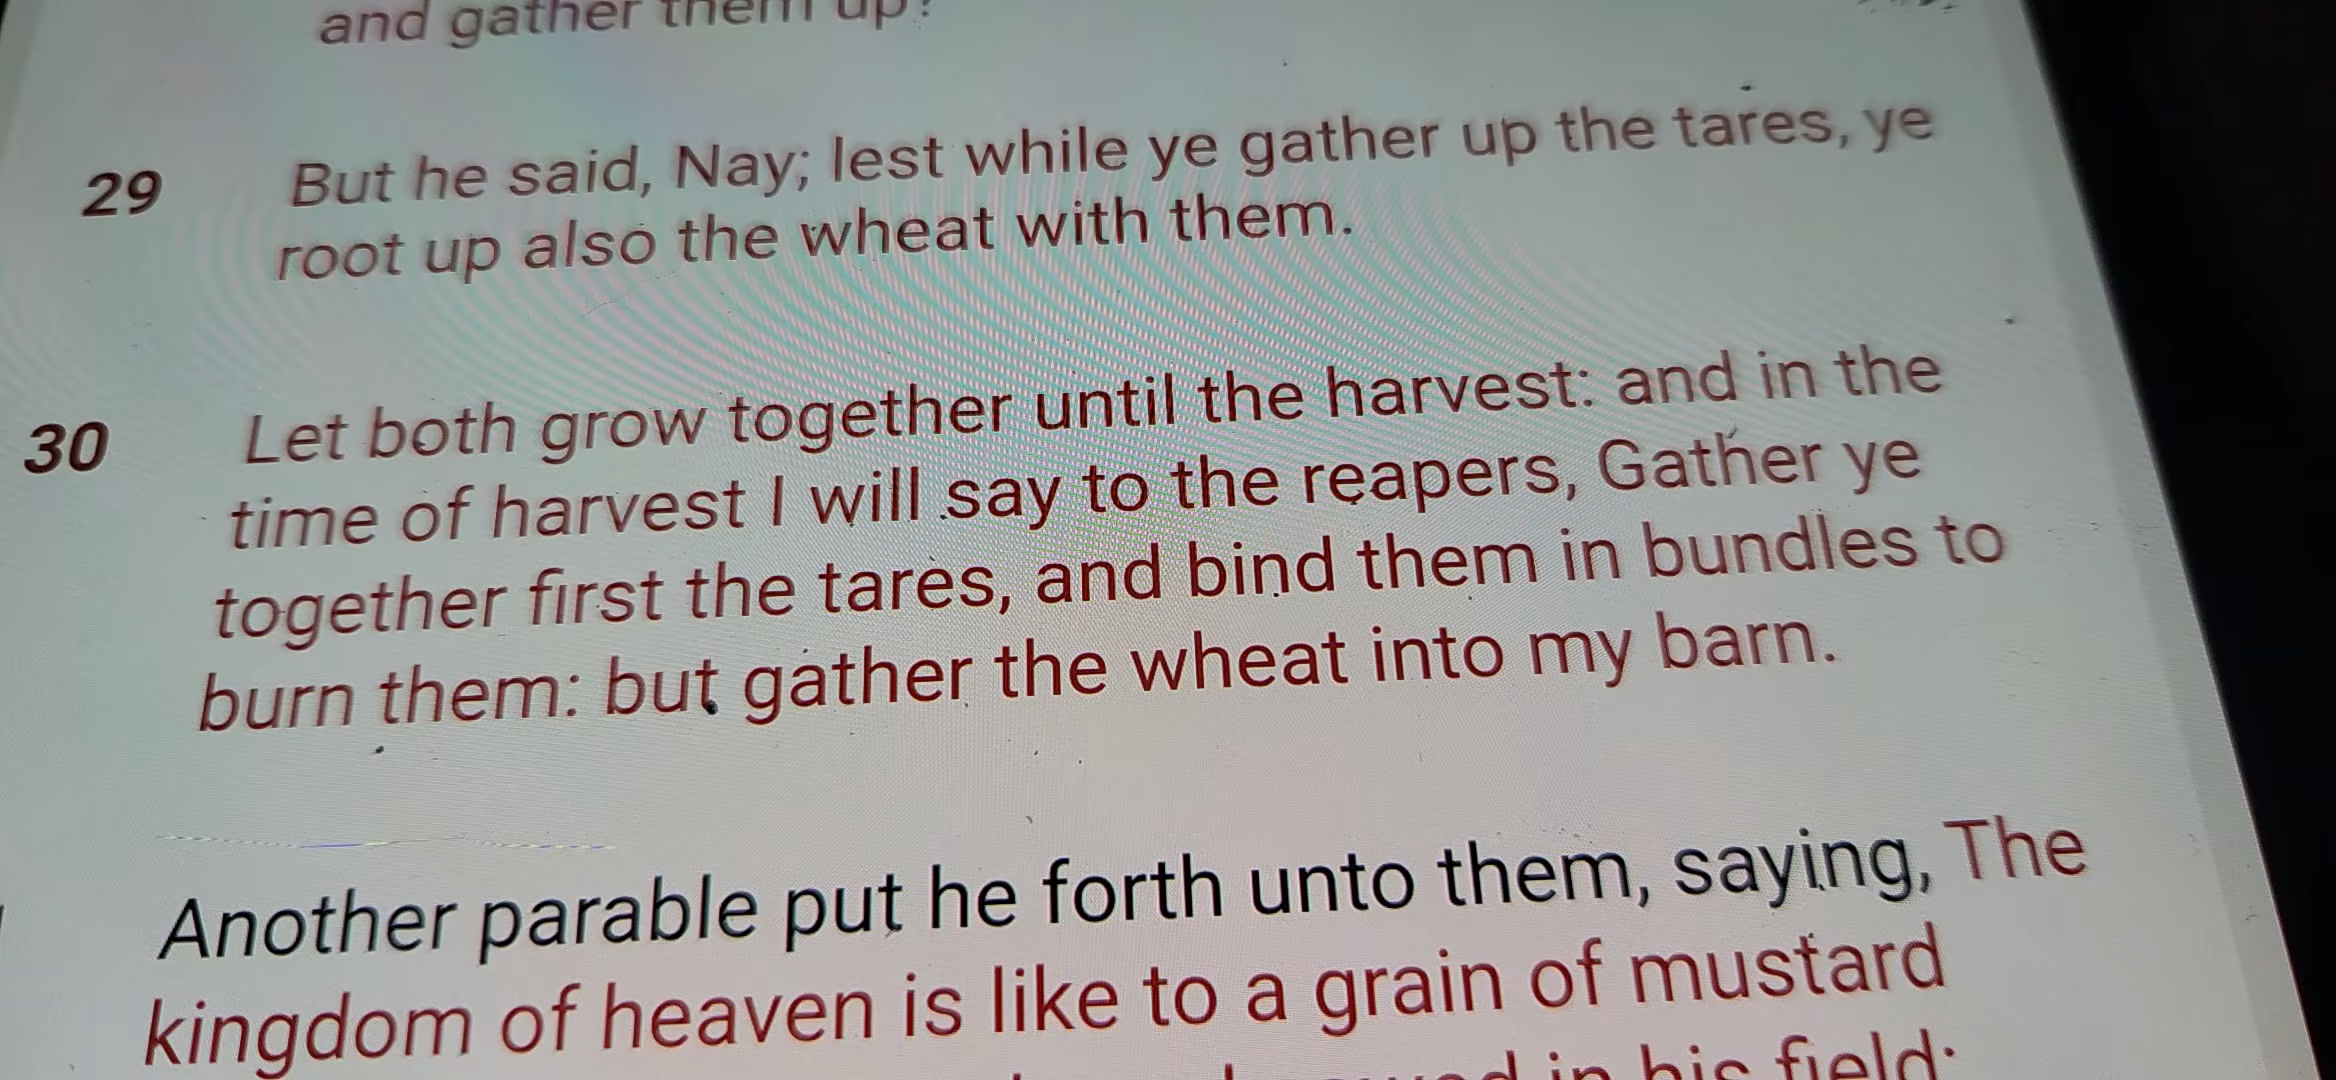 and gather them up?
29 But he said, Nay; lest while ye gather up the tares, ye
root up also the wheat with them.
30 Let both grow together until the harvest: and in the
time of harvest I will say to the reapers, Gather ye
together first the tares, and bind them in bundles to
burn them: but gather the wheat into my barn.
Another parable put he forth unto them, saying, The
kingdom of heaven is like to a grain of mustard
in his field: